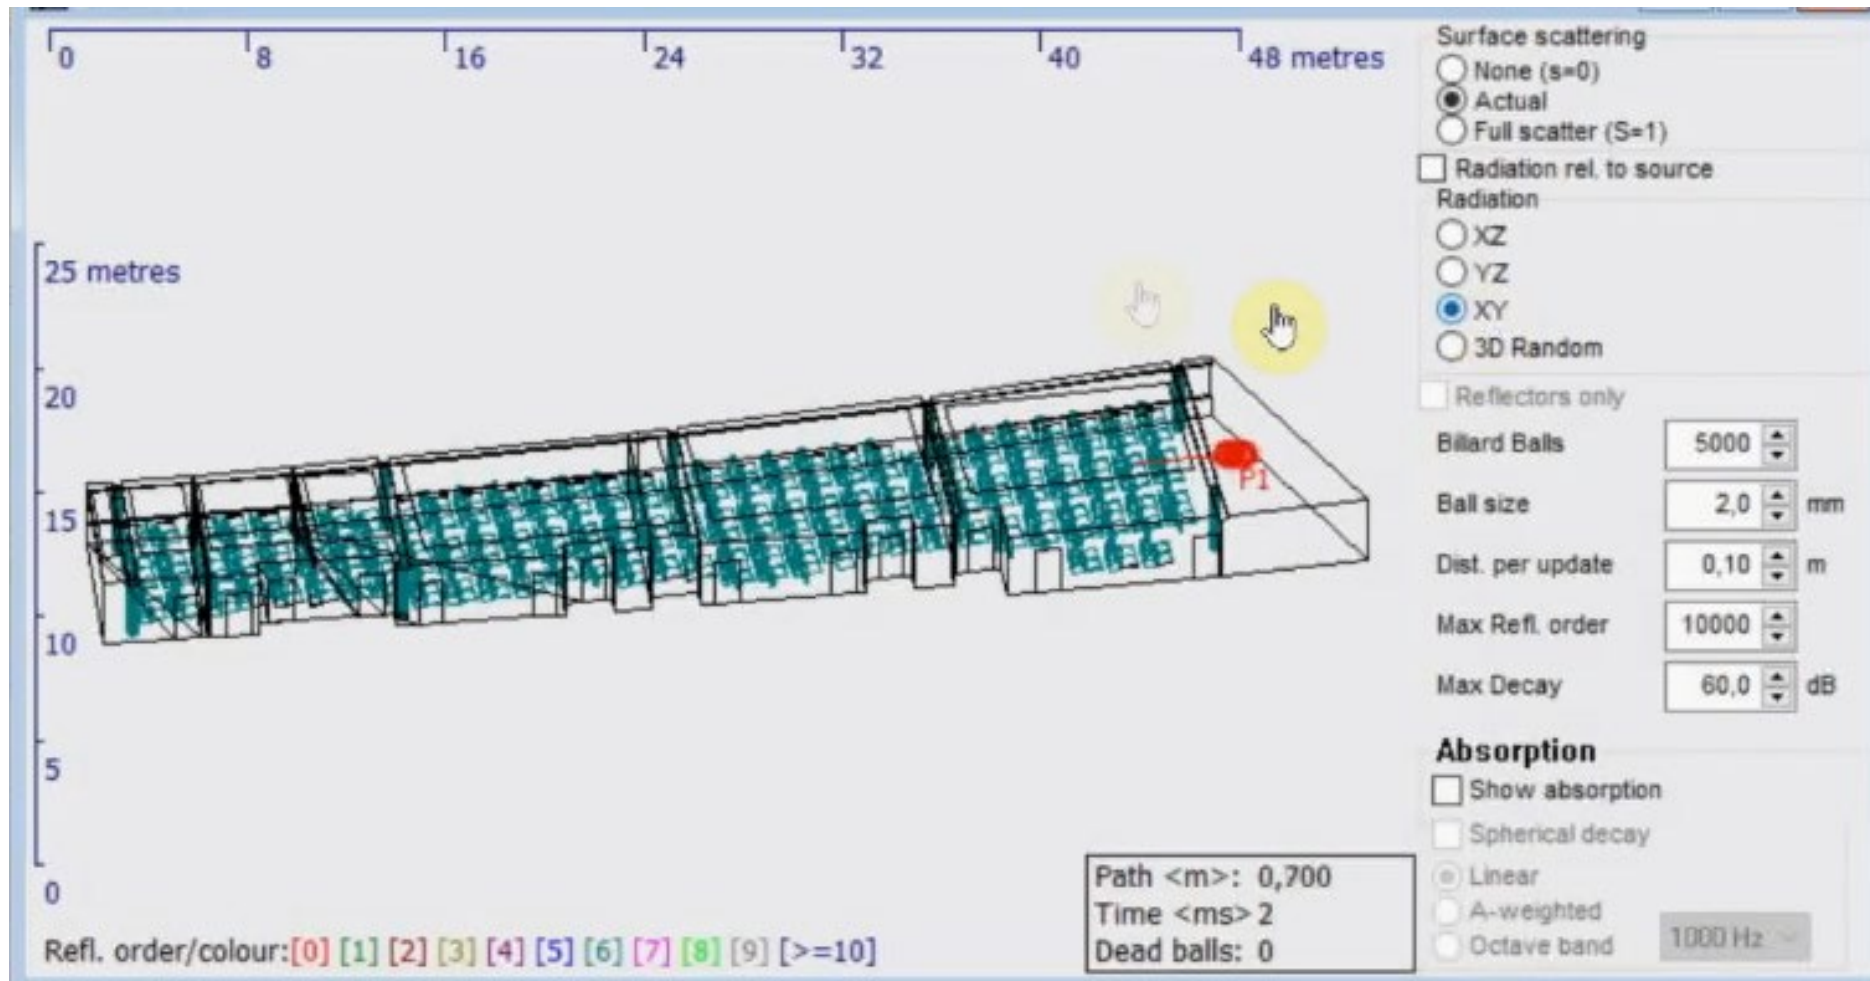 0 8 16 24 32 40 48 metres
25 metres
20
15
10
5
0
P1
Path <m>: 0,700
Time <ms> 2
Dead balls: 0
Refl. order/colour:[0] [1] [2] [3] [4] [5] [6] [7] [8] [9] [>=10]
Surface scattering
None (s=0)
Actual
Full scatter (S=1)
Radiation rel. to source
Radiation
XZ
YZ
XY
3D Random
Reflectors only
Billard Balls 5000
Ball size 2,0 mm
Dist. per update 0,10 m
Max Refl. order 10000
Max Decay 60,0 dB
Absorption
Show absorption
Spherical decay
Linear
A-weighted
Octave band 1000 Hz